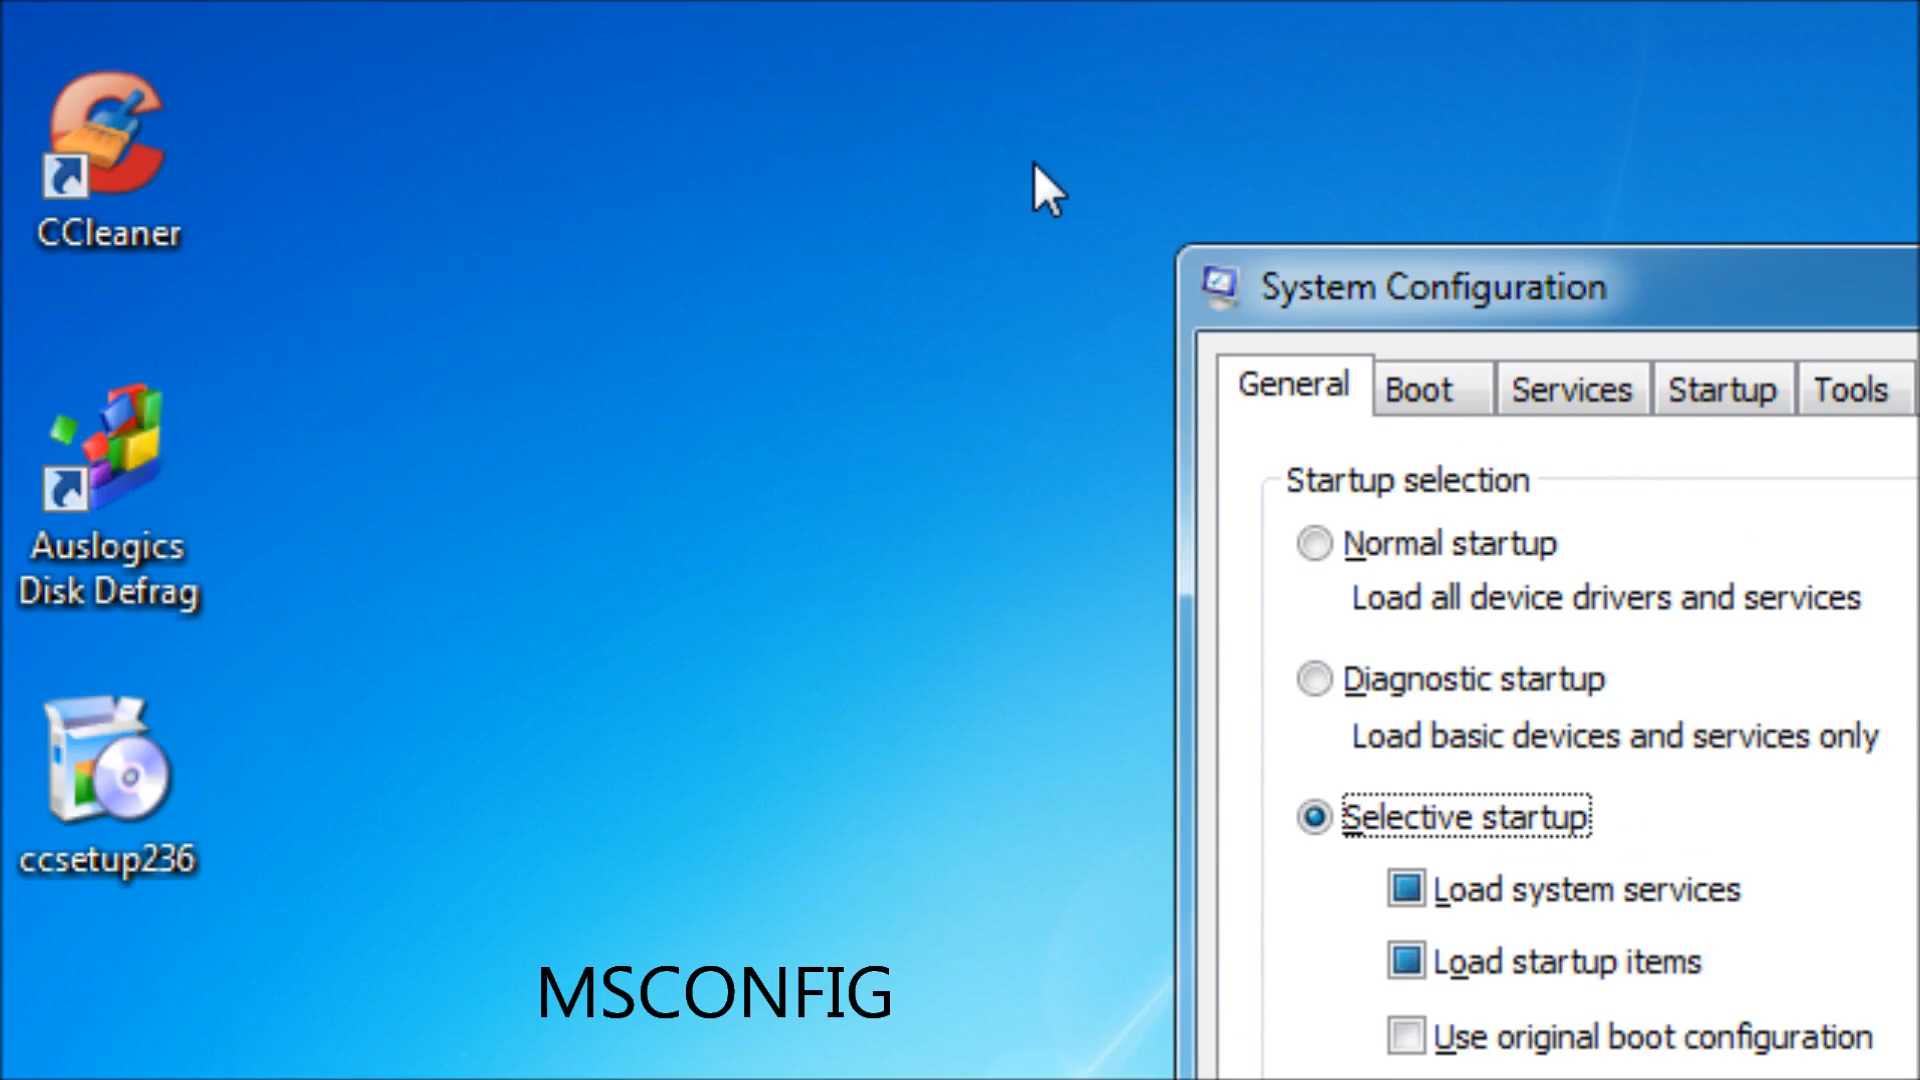 CCleaner
Auslogics
Disk Defrag
ccsetup236
MSCONFIG
System Configuration
General Boot Services Startup Tools
Startup selection
Normal startup
Load all device drivers and services
Diagnostic startup
Load basic devices and services only
Selective startup
Load system services
Load startup items
Use original boot configuration